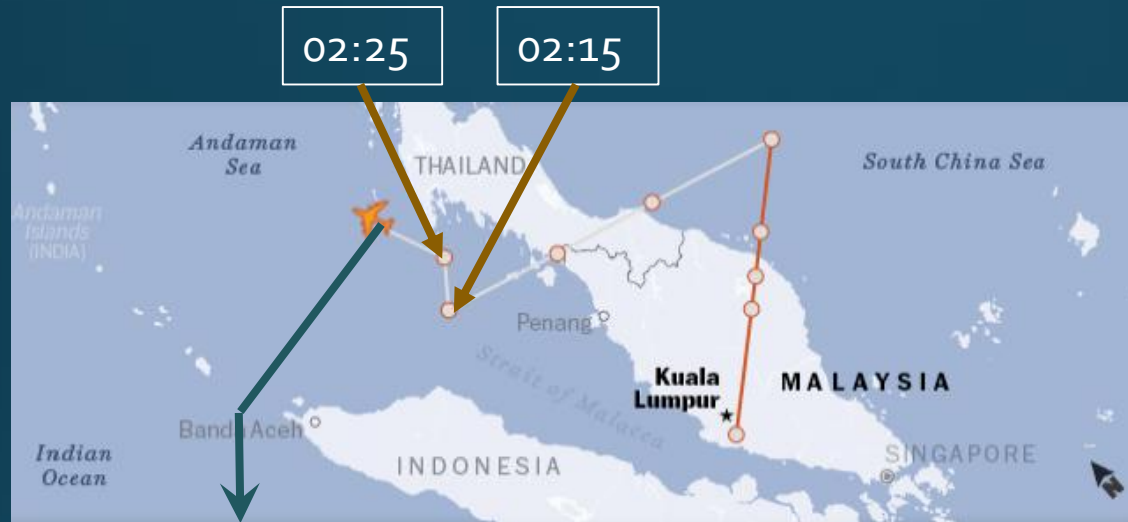 02:25
02:15
Andaman
Sea
THAILAND
South China Sea
Andaman
Islands
(INDIA)
Penang
Strait of Malacca
Kuala
Lumpur
MALAYSIA
Banda Aceh
INDONESIA
SINGAPORE
Indian
Ocean
N